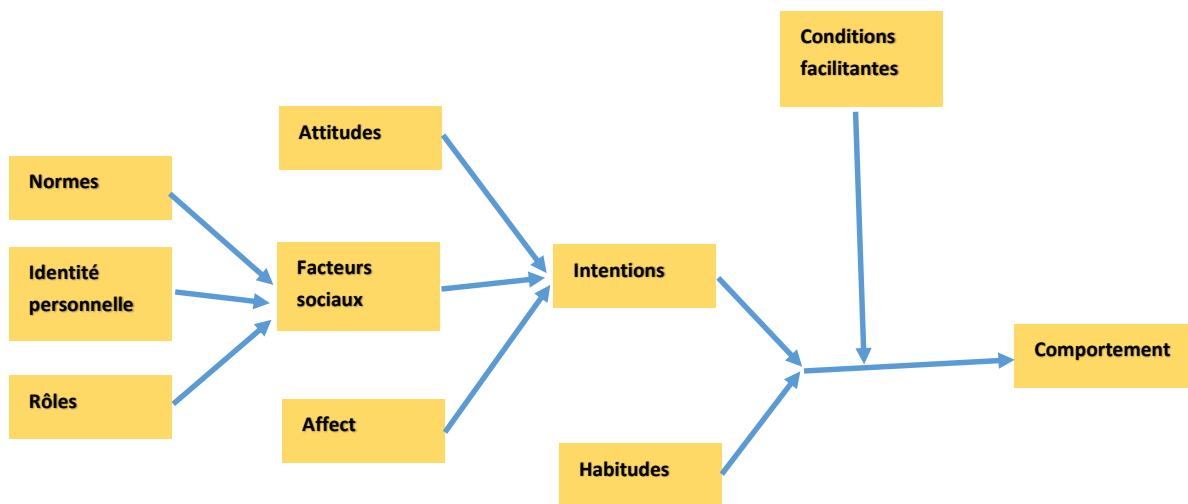 Conditions
facilitantes
Attitudes
Normes
Identité
personnelle
Facteurs
sociaux
Intentions
Comportement
Rôles
Affect
Habitudes